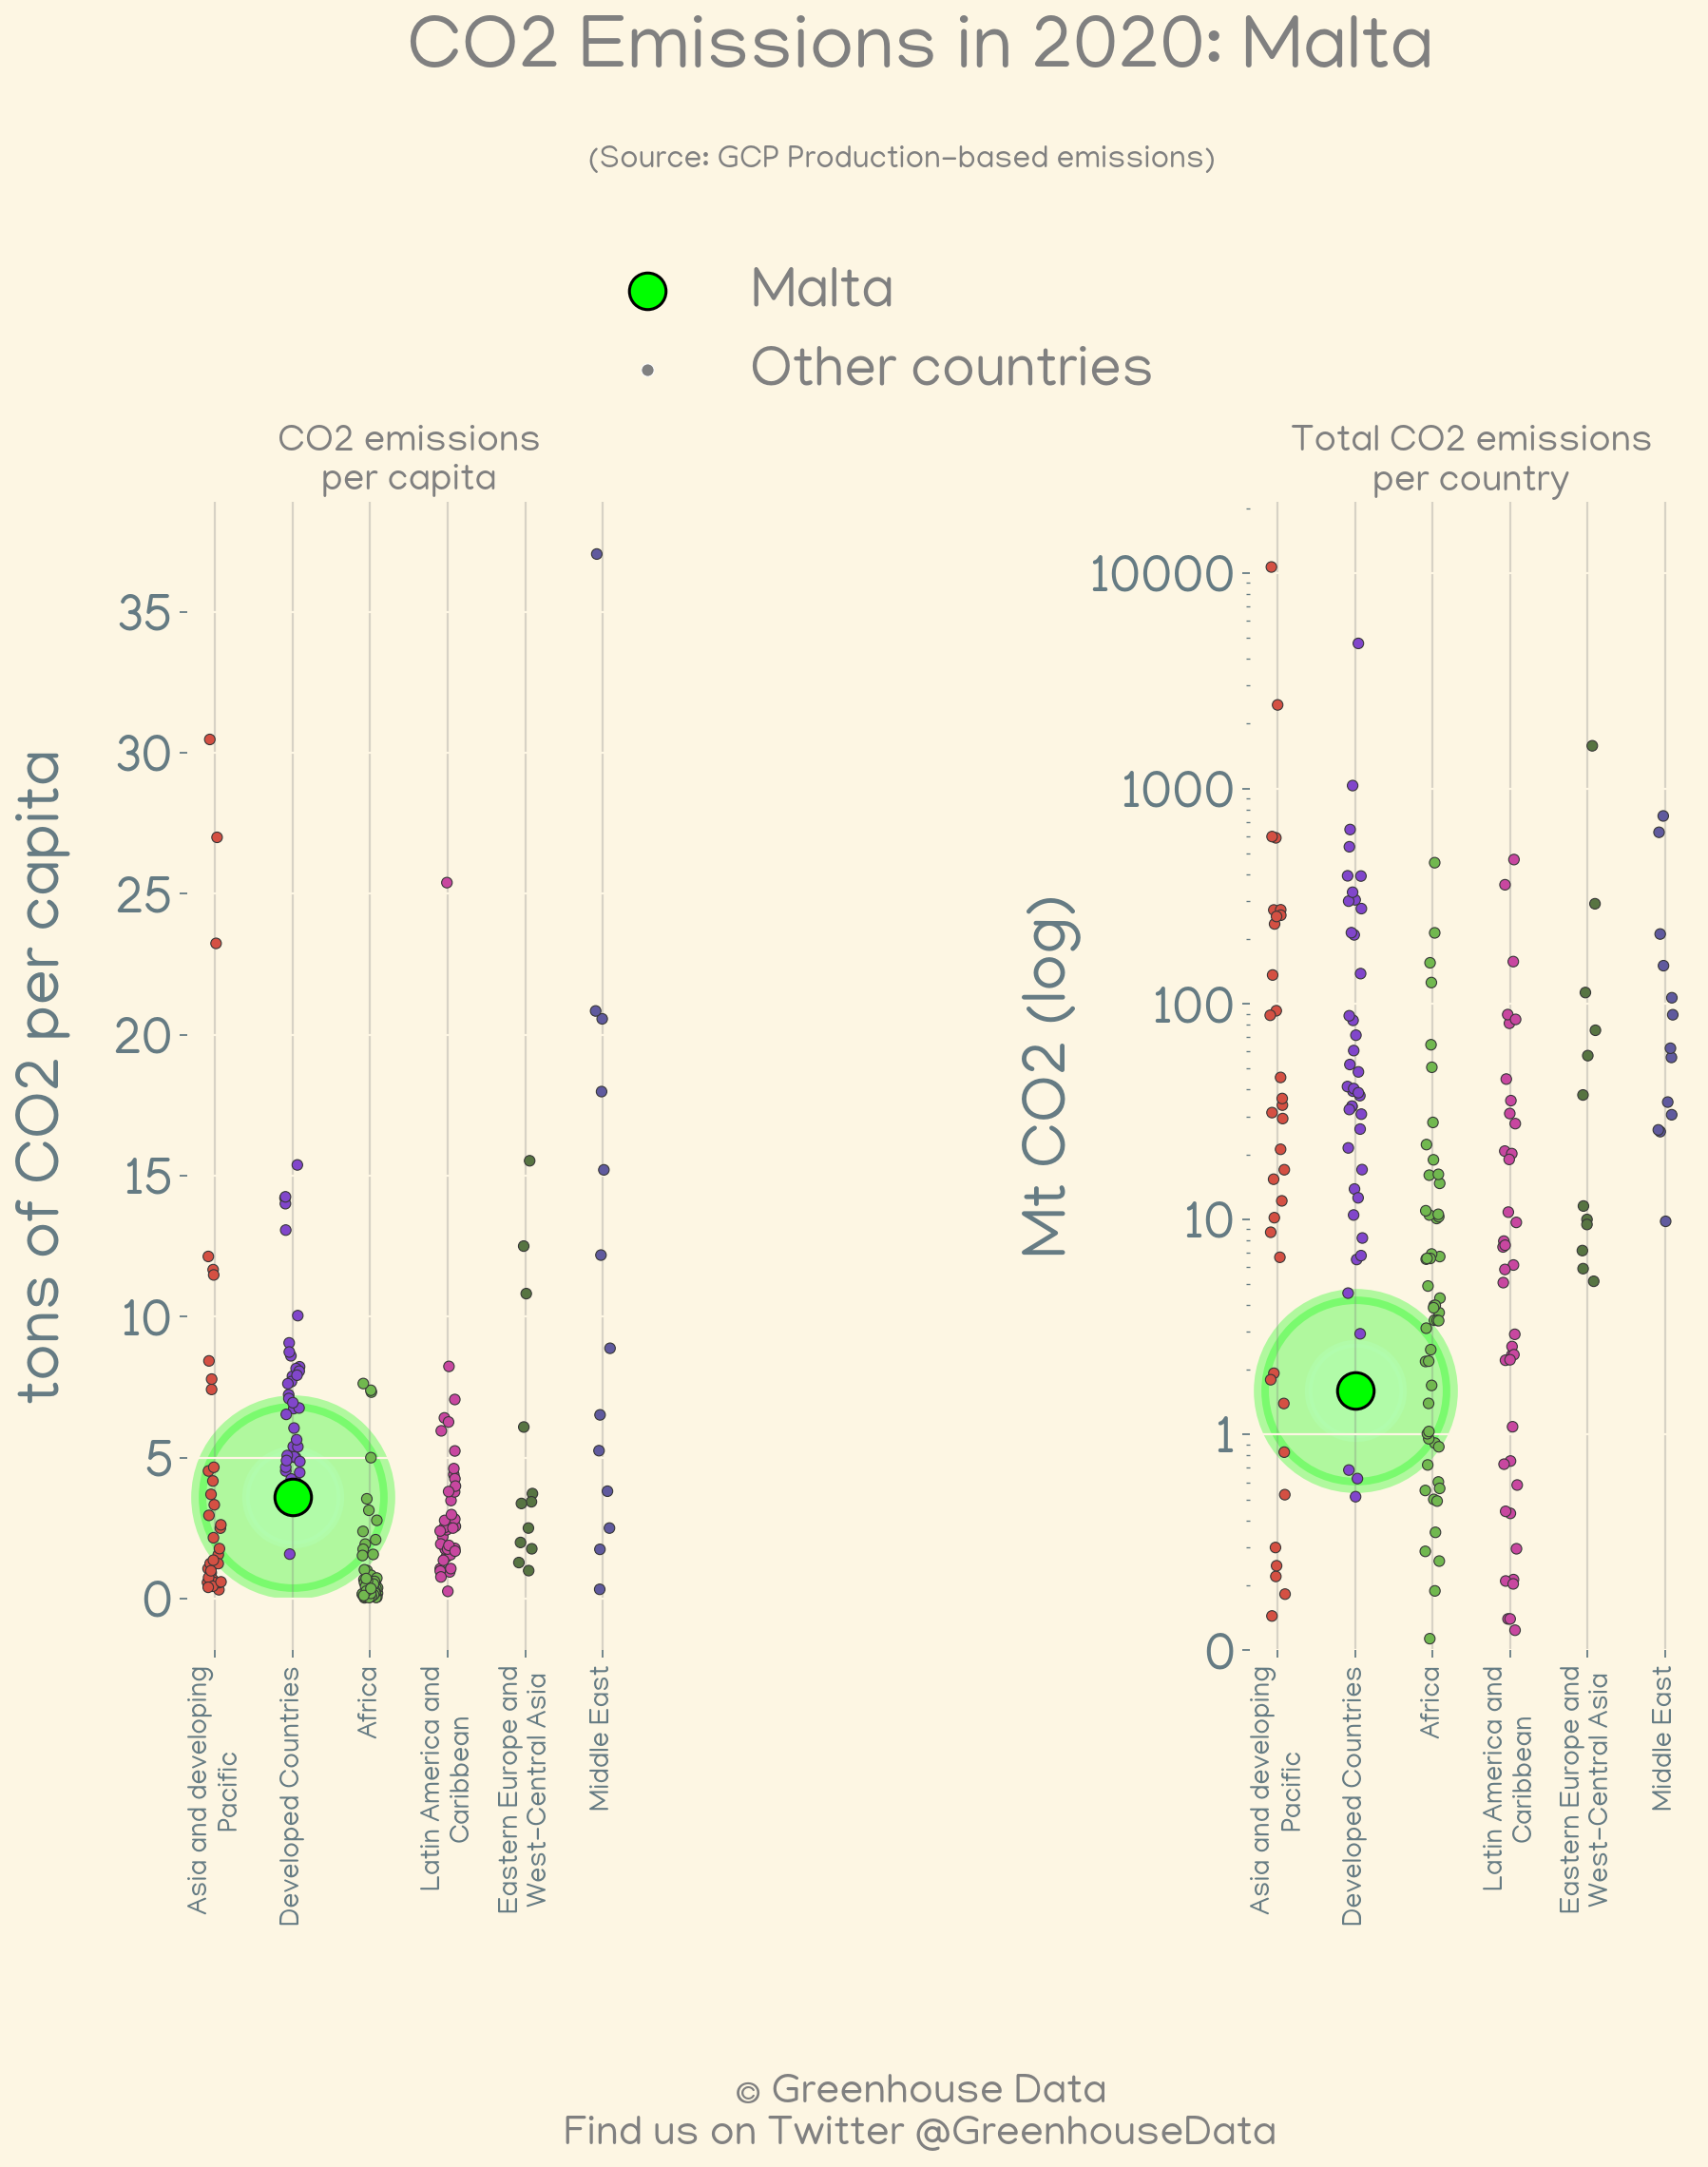 CO2 Emissions in 2020: Malta
(Source: GCP Production-based emissions)
Malta
Other countries
CO2 emissions
per capita
tons of CO2 per capita
35
30
25
20
15
10
5
0
Asia and developing
Pacific
Developed Countries
Africa
Latin America and
Caribbean
Eastern Europe and
West-Central Asia
Middle East
Total CO2 emissions
per country
Mt CO2 (log)
10000
1000
100
10
1
0
Asia and developing
Pacific
Developed Countries
Africa
Latin America and
Caribbean
Eastern Europe and
West-Central Asia
Middle East
© Greenhouse Data
Find us on Twitter @GreenhouseData